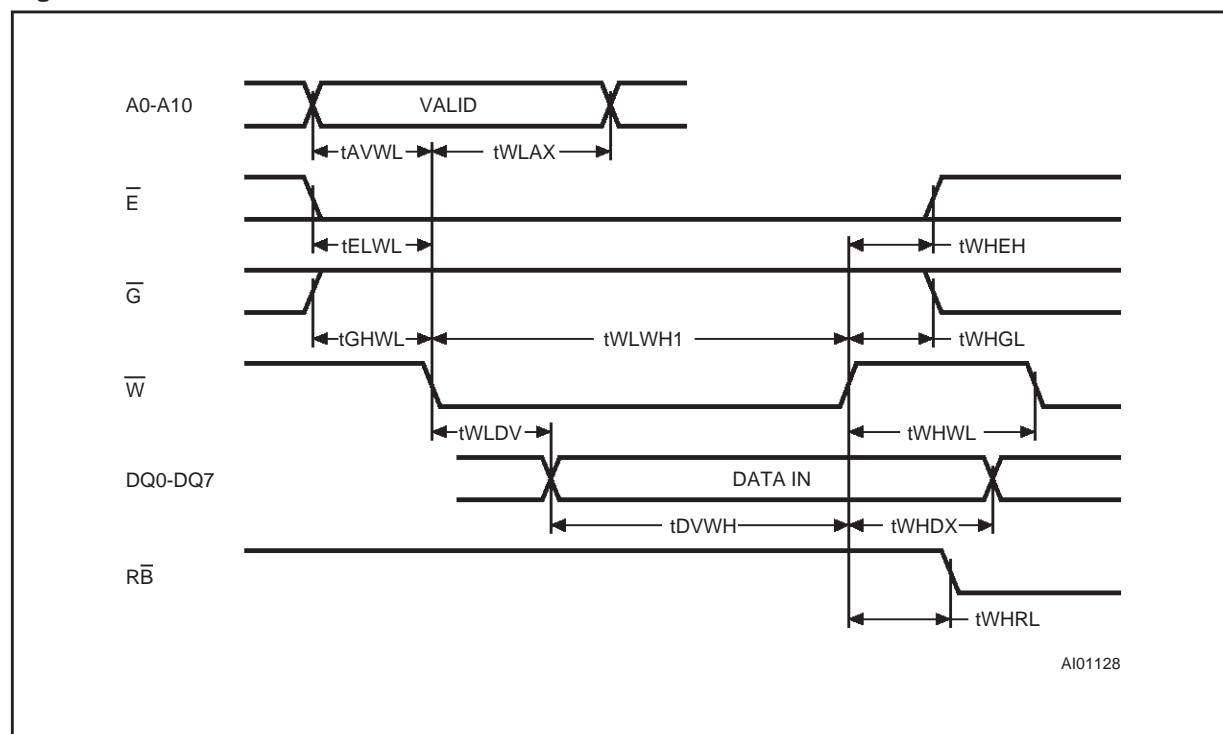 A0-A10
VALID
tAVWL
tWLAX
E̅
tELWL
tWHEH
G̅
tGHWL
tWLWH1
tWHGL
W̅
tWLDV
tWHWL
DQ0-DQ7
DATA IN
tDVWH
tWHDX
RB̅
tWHRL
AI01128